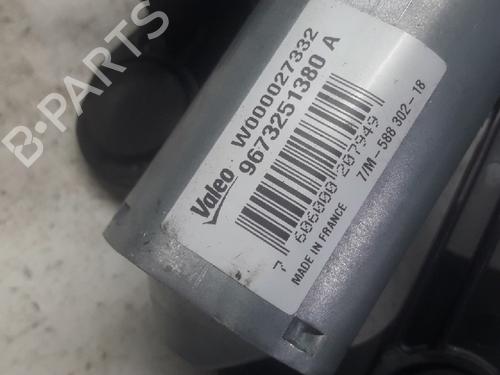 B-PARTS
Valeo
W000027332
9673251380 A
7 606000 207949
7/M-588 302-18
MADE IN FRANCE